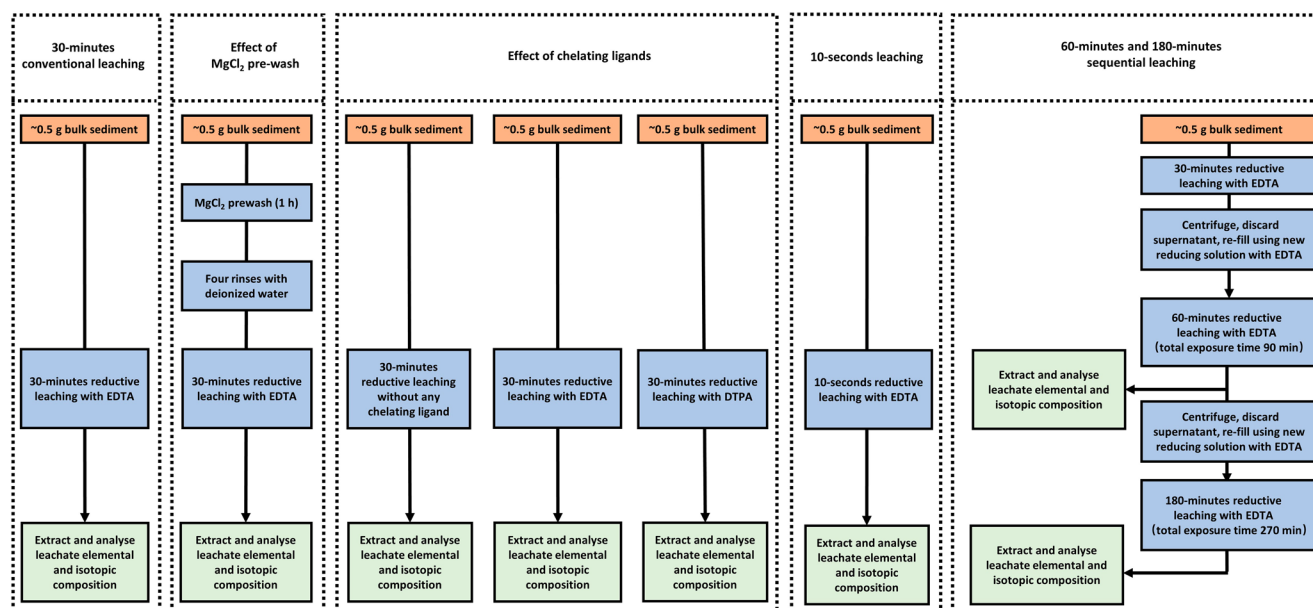 30-minutes
conventional leaching
Effect of
MgCl₂ pre-wash
Effect of chelating ligands
10-seconds leaching
60-minutes and 180-minutes
sequential leaching
~0.5 g bulk sediment
30-minutes reductive
leaching with EDTA
Extract and analyse
leachate elemental
and isotopic
composition
~0.5 g bulk sediment
MgCl₂ prewash (1 h)
Four rinses with
deionized water
30-minutes reductive
leaching with EDTA
Extract and analyse
leachate elemental
and isotopic
composition
~0.5 g bulk sediment
30-minutes
reductive leaching
without any
chelating ligand
Extract and analyse
leachate elemental
and isotopic
composition
~0.5 g bulk sediment
30-minutes reductive
leaching with EDTA
Extract and analyse
leachate elemental
and isotopic
composition
~0.5 g bulk sediment
30-minutes reductive
leaching with DTPA
Extract and analyse
leachate elemental
and isotopic
composition
~0.5 g bulk sediment
10-seconds reductive
leaching with EDTA
Extract and analyse
leachate elemental
and isotopic
composition
~0.5 g bulk sediment
30-minutes reductive
leaching with EDTA
Centrifuge, discard
supernatant, re-fill using new
reducing solution with EDTA
60-minutes reductive
leaching with EDTA
(total exposure time 90 min)
Extract and analyse
leachate elemental and
isotopic composition
Centrifuge, discard
supernatant, re-fill using new
reducing solution with EDTA
180-minutes reductive
leaching with EDTA
(total exposure time 270 min)
Extract and analyse
leachate elemental and
isotopic composition